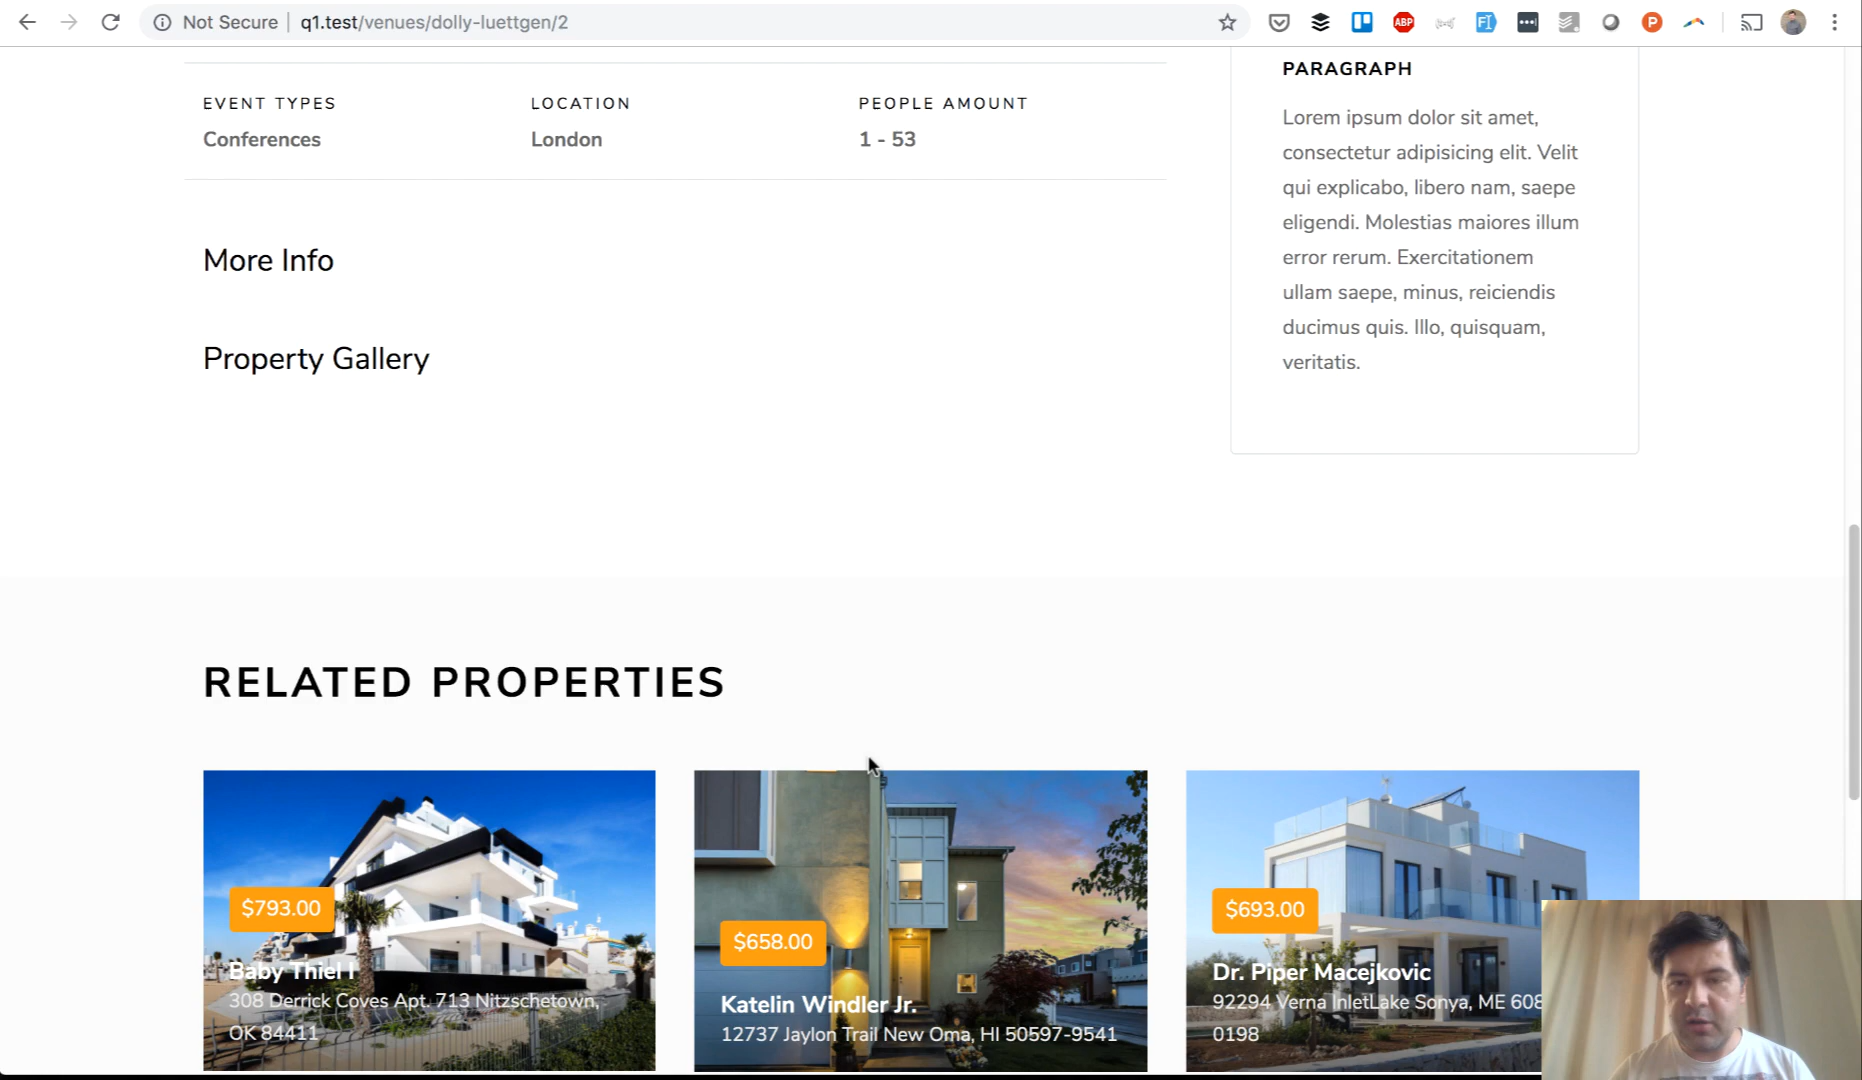 Not Secure | q1.test/venues/dolly-luettgen/2
ABP
P
PARAGRAPH
EVENT TYPES
LOCATION
PEOPLE AMOUNT
Conferences
London
1 - 53
Lorem ipsum dolor sit amet,
consectetur adipisicing elit. Velit
qui explicabo, libero nam, saepe
eligendi. Molestias maiores illum
error rerum. Exercitationem
ullam saepe, minus, reiciendis
ducimus quis. Illo, quisquam,
veritatis.
More Info
Property Gallery
RELATED PROPERTIES
$793.00
Baby Thiel I
308 Derrick Coves Apt. 713 Nitzschetown,
OK 84411
$658.00
Katelin Windler Jr.
12737 Jaylon Trail New Oma, HI 50597-9541
$693.00
Dr. Piper Macejkovic
92294 Verna InletLake Sonya, ME 608
0198